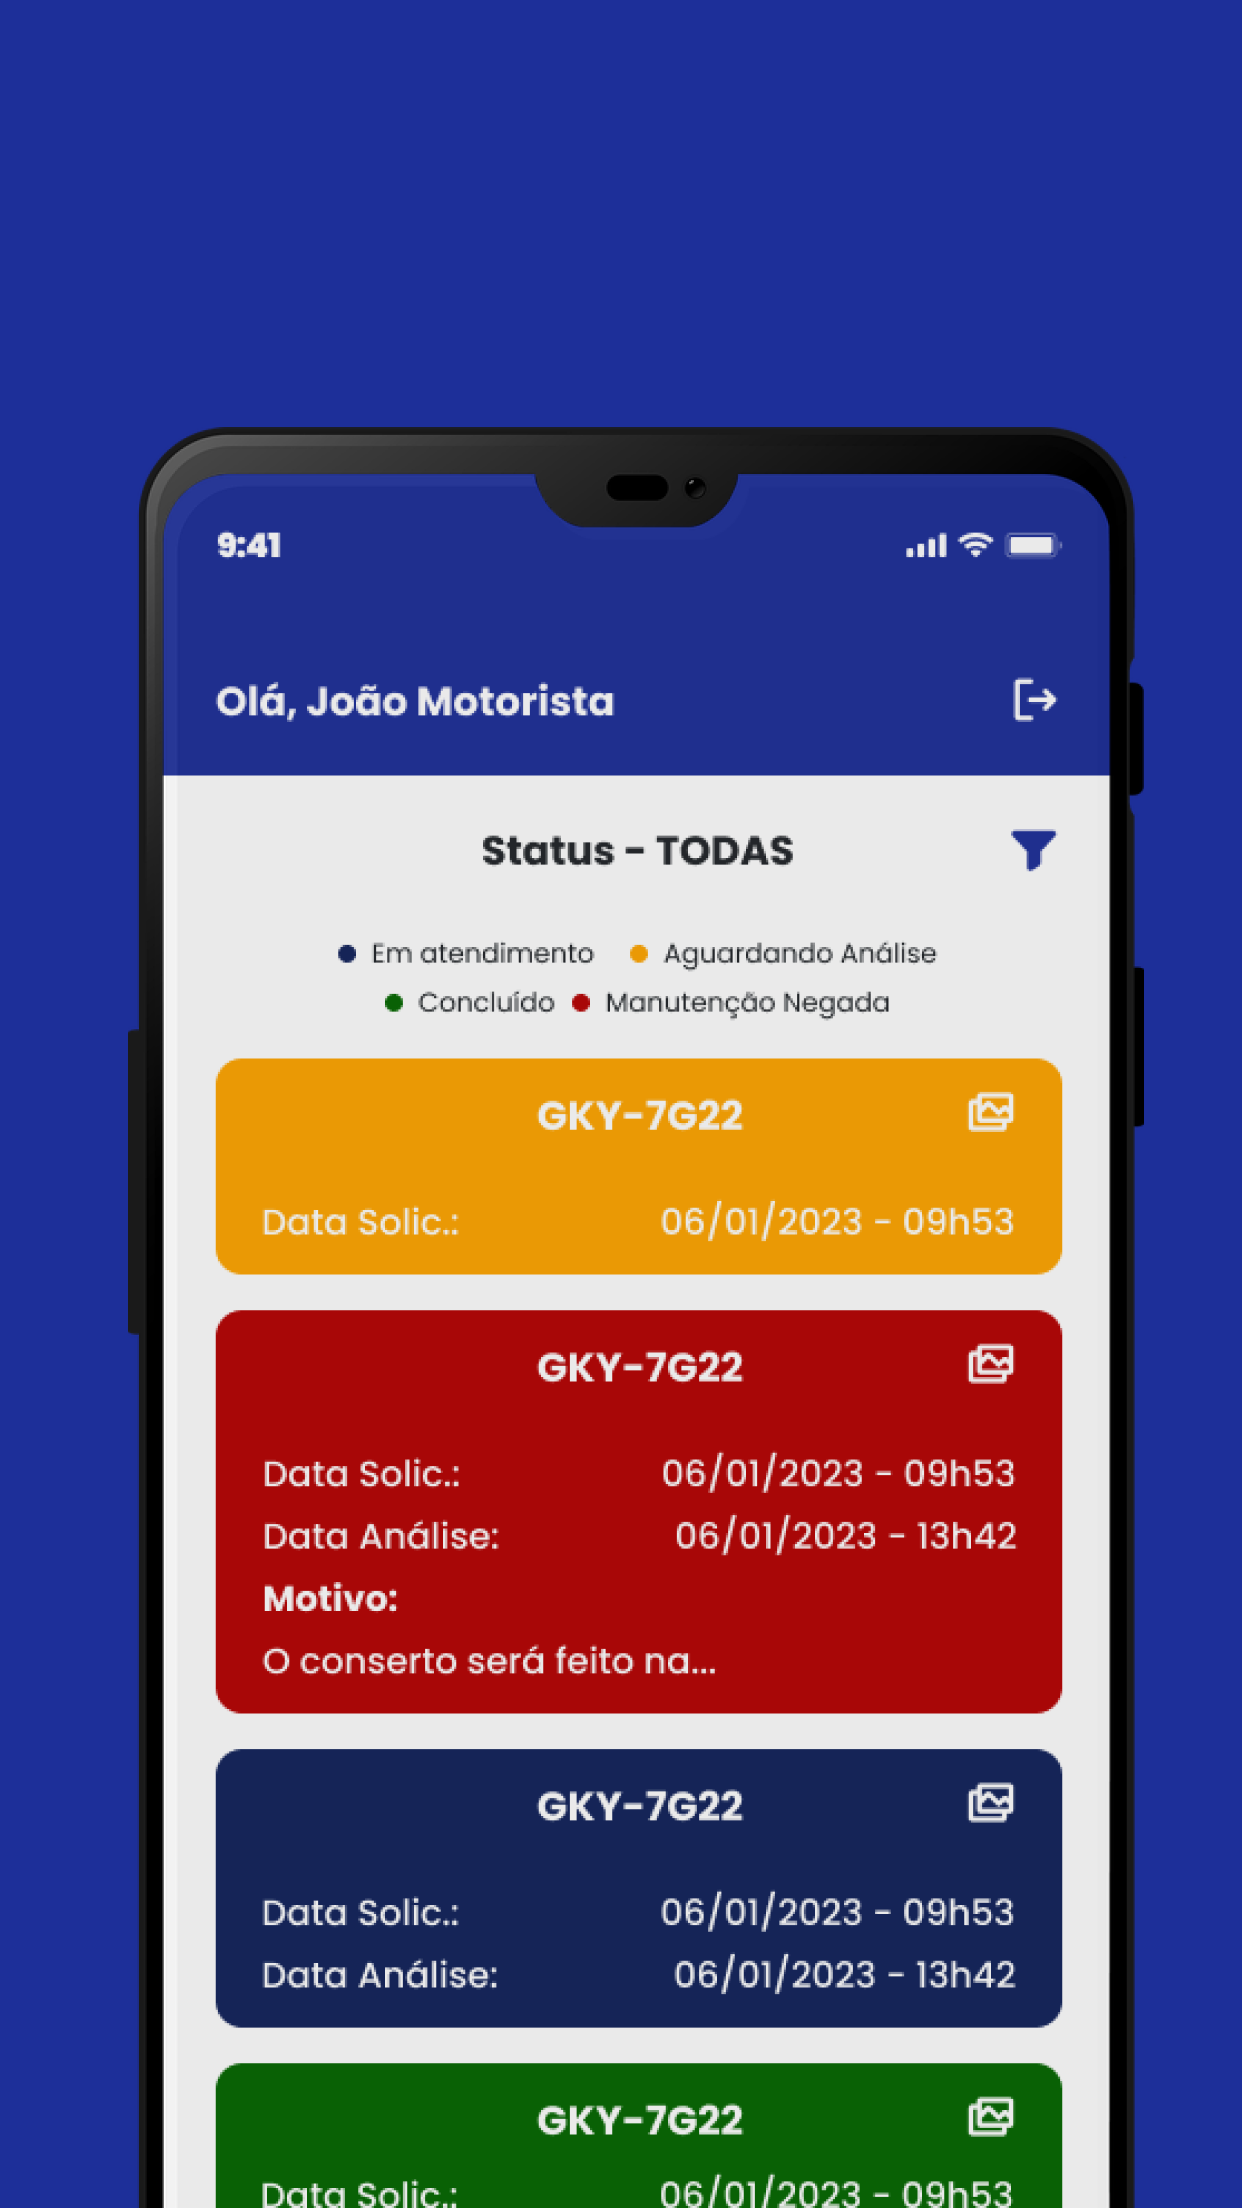 9:41
Olá, João Motorista
Status - TODAS
Em atendimento Aguardando Análise
Concluído Manutenção Negada
GKY-7G22
Data Solic.: 06/01/2023 - 09h53
GKY-7G22
Data Solic.: 06/01/2023 - 09h53
Data Análise: 06/01/2023 - 13h42
Motivo:
O conserto será feito na...
GKY-7G22
Data Solic.: 06/01/2023 - 09h53
Data Análise: 06/01/2023 - 13h42
GKY-7G22
Data Solic.: 06/01/2023 - 09h53